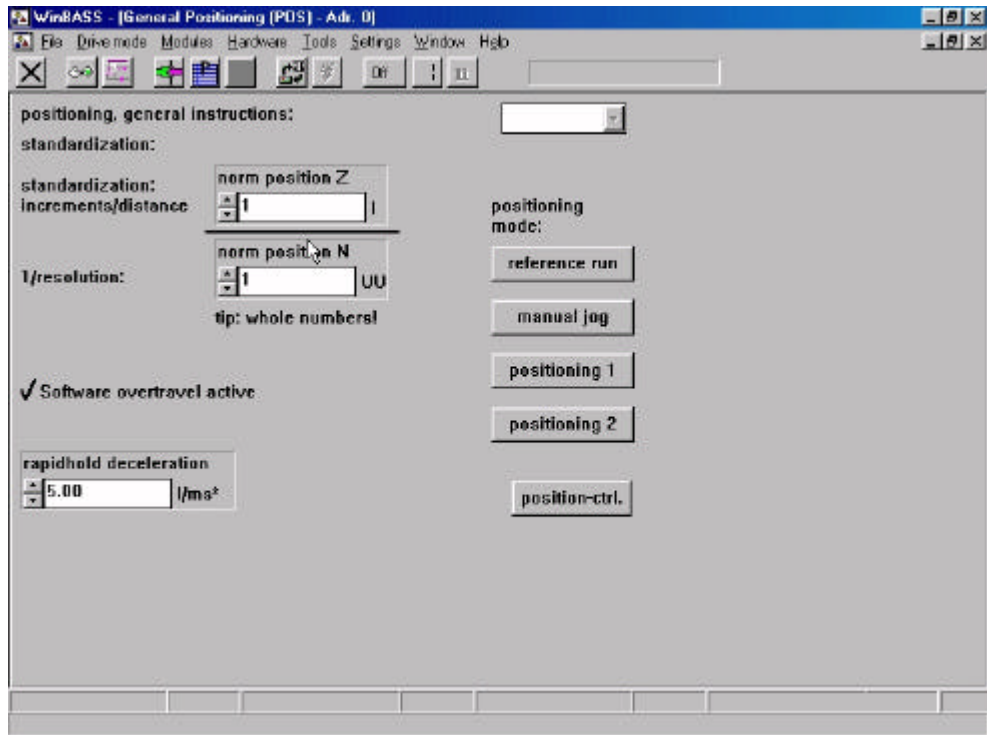 WinBASS - [General Positioning (POS) - Adr. 0]
File Drive mode Modules Hardware Tools Settings Window Help
Off
positioning, general instructions:
standardization:
standardization:
increments/distance
norm position Z
1 I
norm position N
1 UU
1/resolution:
tip: whole numbers!
Software overtravel active
rapidhold deceleration
5.00 I/ms²
positioning
mode:
reference run
manual jog
positioning 1
positioning 2
position-ctrl.